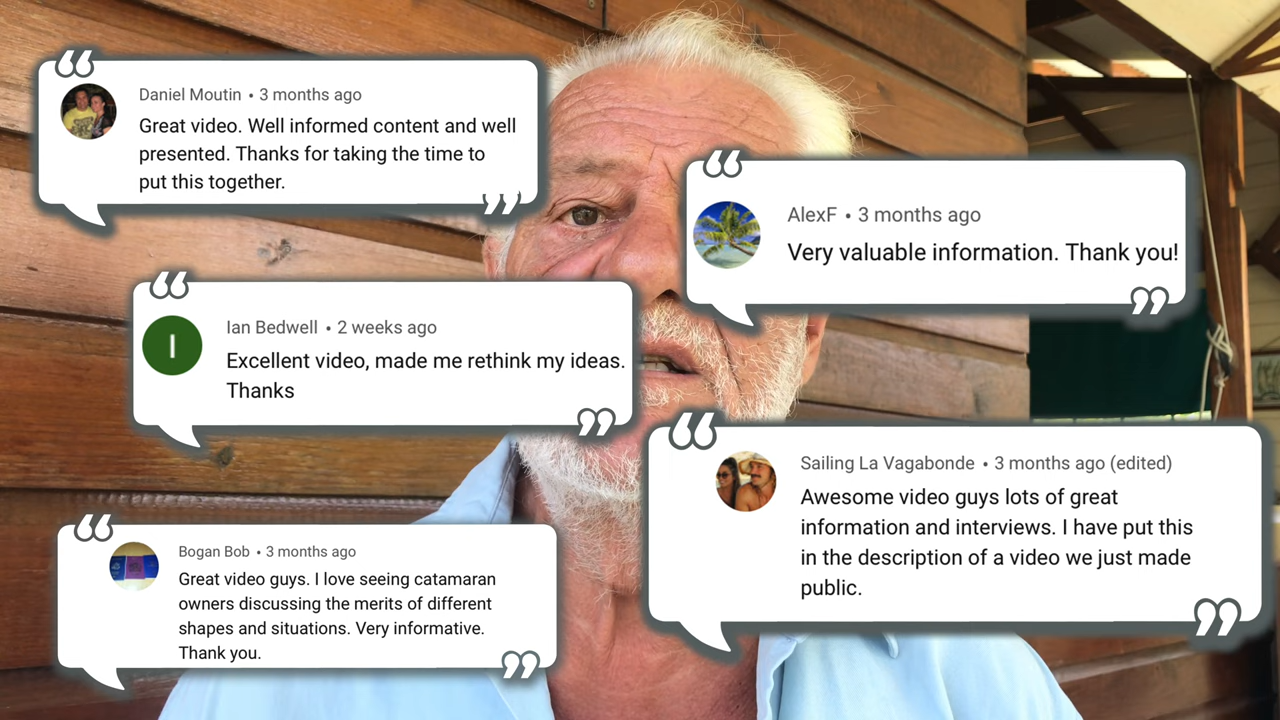 Daniel Moutin • 3 months ago
Great video. Well informed content and well
presented. Thanks for taking the time to
put this together.
AlexF • 3 months ago
Very valuable information. Thank you!
I
Ian Bedwell • 2 weeks ago
Excellent video, made me rethink my ideas.
Thanks
Sailing La Vagabonde • 3 months ago (edited)
Awesome video guys lots of great
information and interviews. I have put this
in the description of a video we just made
public.
Bogan Bob • 3 months ago
Great video guys. I love seeing catamaran
owners discussing the merits of different
shapes and situations. Very informative.
Thank you.